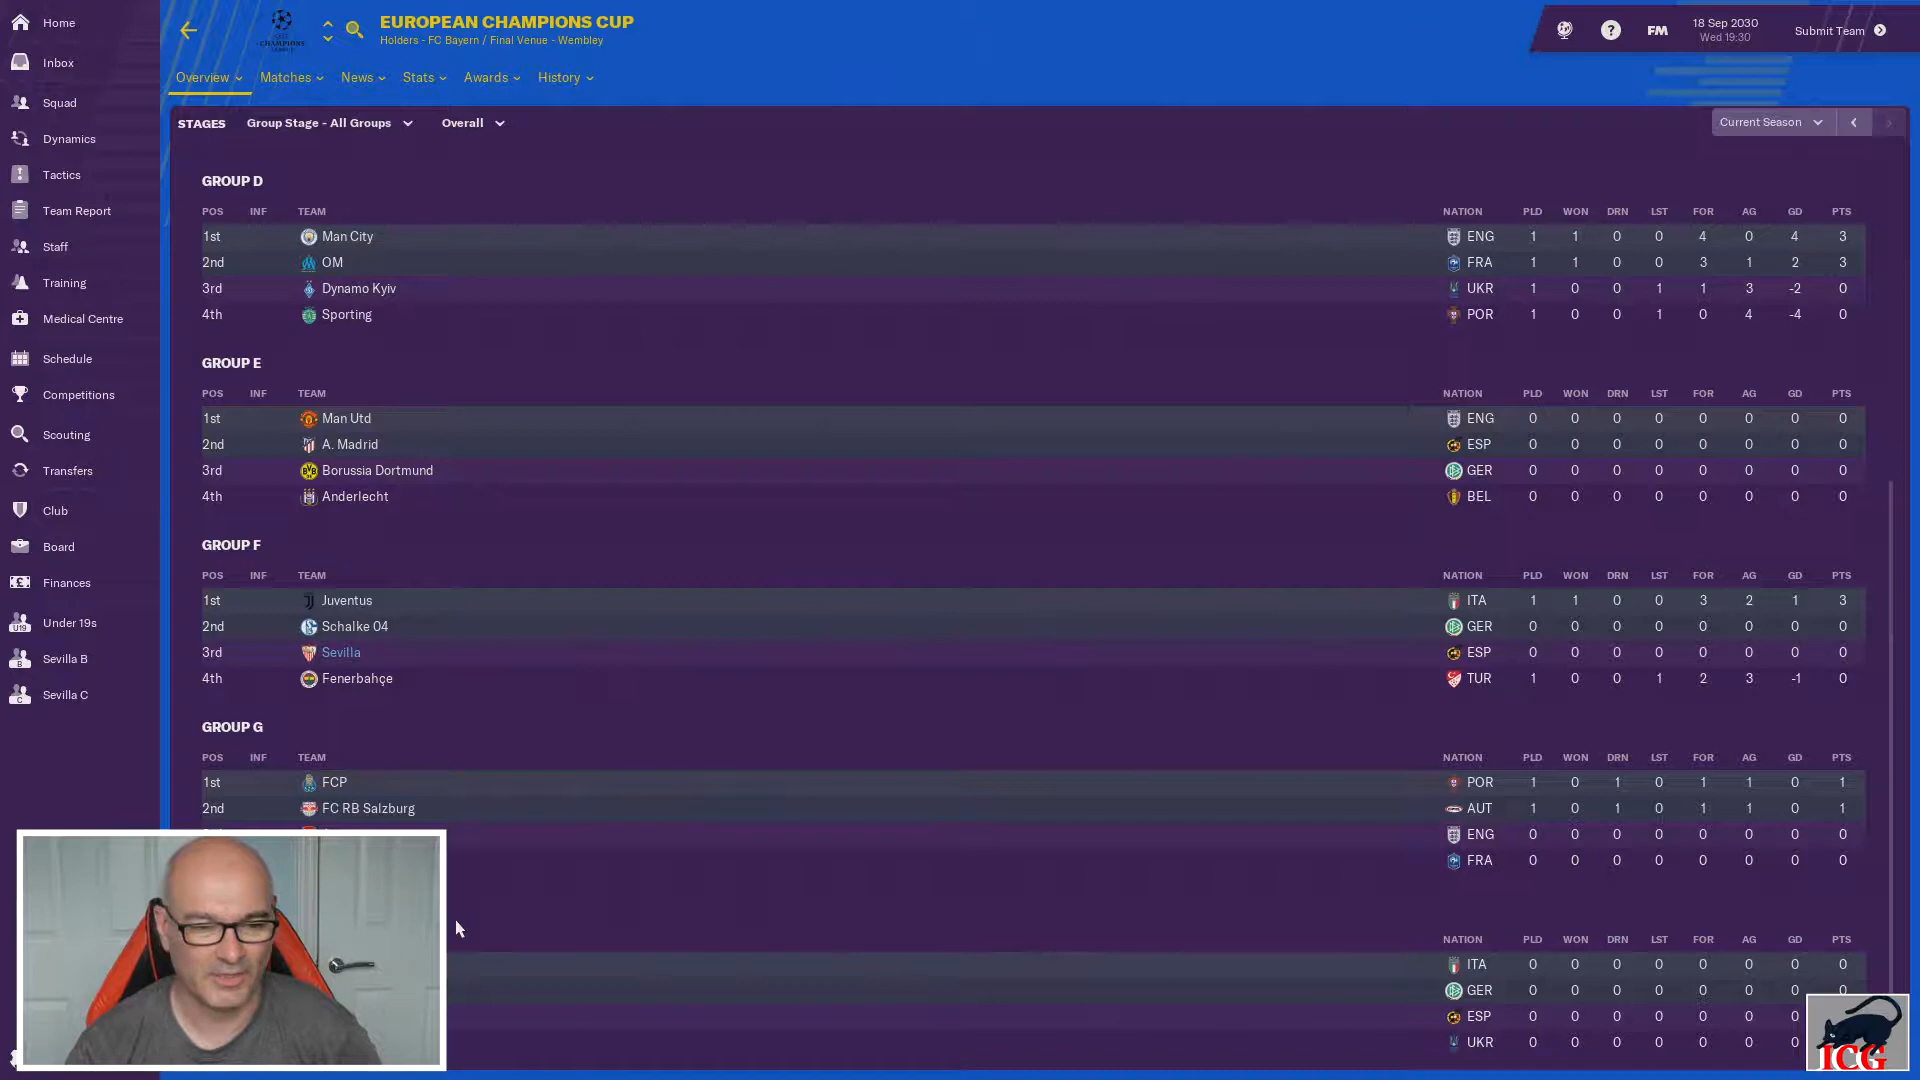 Home
Inbox
Squad
Dynamics
Tactics
Team Report
Staff
Training
Medical Centre
Schedule
Competitions
Scouting
Transfers
Club
Board
Finances
Under 19s
Sevilla B
Sevilla C
EUROPEAN CHAMPIONS CUP
Holders - FC Bayern / Final Venue - Wembley
FM
18 Sep 2030
Wed 19:30
Submit Team
Overview Matches News Stats Awards History
STAGES Group Stage - All Groups Overall Current Season
GROUP D
POS INF TEAM NATION PLD WON DRN LST FOR AG GD PTS
1st Man City ENG 1 1 0 0 4 0 4 3
2nd OM FRA 1 1 0 0 3 1 2 3
3rd Dynamo Kyiv UKR 1 0 0 1 1 3 -2 0
4th Sporting POR 1 0 0 1 0 4 -4 0
GROUP E
POS INF TEAM NATION PLD WON DRN LST FOR AG GD PTS
1st Man Utd ENG 0 0 0 0 0 0 0 0
2nd A. Madrid ESP 0 0 0 0 0 0 0 0
3rd Borussia Dortmund GER 0 0 0 0 0 0 0 0
4th Anderlecht BEL 0 0 0 0 0 0 0 0
GROUP F
POS INF TEAM NATION PLD WON DRN LST FOR AG GD PTS
1st Juventus ITA 1 1 0 0 3 2 1 3
2nd Schalke 04 GER 0 0 0 0 0 0 0 0
3rd Sevilla ESP 0 0 0 0 0 0 0 0
4th Fenerbahçe TUR 1 0 0 1 2 3 -1 0
GROUP G
POS INF TEAM NATION PLD WON DRN LST FOR AG GD PTS
1st FCP POR 1 0 1 0 1 1 0 1
2nd FC RB Salzburg AUT 1 0 1 0 1 1 0 1
ENG 0 0 0 0 0 0 0 0
FRA 0 0 0 0 0 0 0 0
NATION PLD WON DRN LST FOR AG GD PTS
ITA 0 0 0 0 0 0 0 0
GER 0 0 0 0 0 0 0 0
ESP 0 0 0 0 0 0 0
UKR 0 0 0 0 0 0 0
ICG